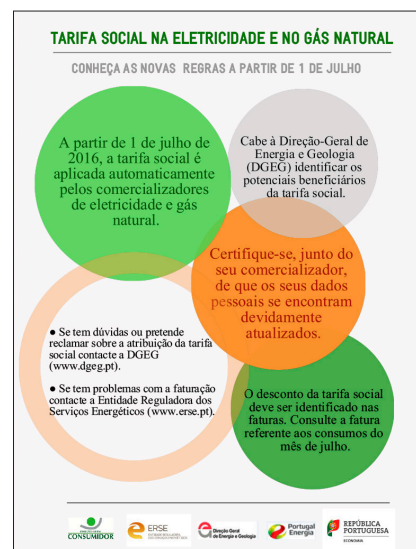 TARIFA SOCIAL NA ELETRICIDADE E NO GÁS NATURAL
CONHEÇA AS NOVAS REGRAS A PARTIR DE 1 DE JULHO
A partir de 1 de julho de
2016, a tarifa social é
aplicada automaticamente
pelos comercializadores
de eletricidade e gás
natural.
Cabe à Direção-Geral de
Energia e Geologia
(DGEG) identificar os
potenciais beneficiários
da tarifa social.
Certifique-se, junto do
seu comercializador,
de que os seus dados
pessoais se encontram
devidamente
atualizados.
● Se tem dúvidas ou pretende
reclamar sobre a atribuição da tarifa
social contacte a DGEG
(www.dgeg.pt).
● Se tem problemas com a faturação
contacte a Entidade Reguladora dos
Serviços Energéticos (www.erse.pt).
O desconto da tarifa social
deve ser identificado nas
faturas. Consulte a fatura
referente aos consumos do
mês de julho.
CONSUMIDOR
ERSE
Direção Geral
de Energia e Geologia
Portugal
Energia
REPÚBLICA
PORTUGUESA
ECONOMIA